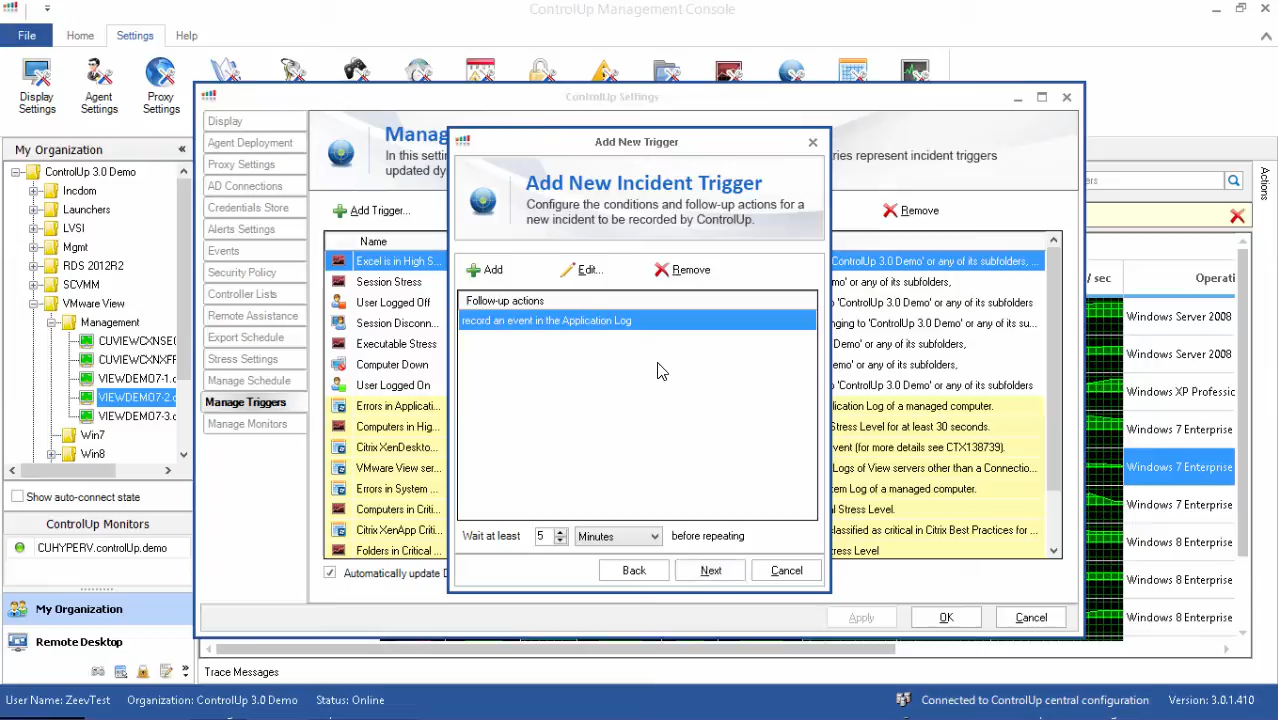 ControlUp Management Console
File
Home
Settings
Help
Display
Settings
Agent
Settings
Proxy
Settings
My Organization
ControlUp 3.0 Demo
Incdom
Launchers
LVSI
Mgmt
RDS 2012R2
SCVMM
VMware View
Management
CUVIEWCXNSE
CUVIEWCXNXF
VIEWDEMO7-1.
VIEWDEMO7-2.
VIEWDEMO7-3.
Win7
Win8
Show auto-connect state
ControlUp Monitors
CUHYPERV.controlUp.demo
My Organization
Remote Desktop
ControlUp Settings
Display
Agent Deployment
Proxy Settings
AD Connections
Credentials Store
Alerts Settings
Events
Security Policy
Controller Lists
Remote Assistance
Export Schedule
Stress Settings
Manage Schedule
Manage Triggers
Manage Monitors
Manag
In this setti
updated dy
ries represent incident triggers
Add Trigger...
Remove
Name
Excel is in High S...
Session Stress
User Logged Off
Session Disconn...
Executable Stress
Computer Down
User Logged On
Errors in Applicati...
Computers in Hig...
Citrix XenDeskto...
VMware View ser...
Errors in System ...
Computers in Criti...
Citrix XenApp Criti...
Folders in Critical ...
ControlUp 3.0 Demo' or any of its subfolders, ...
Demo' or any of its subfolders,
'ControlUp 3.0 Demo' or any of its subfolders
nging to 'ControlUp 3.0 Demo' or any of its su...
Demo' or any of its subfolders,
Demo' or any of its subfolders,
'ControlUp 3.0 Demo' or any of its subfolders
lication Log of a managed computer.
Stress Level for at least 30 seconds.
vent (for more details see CTX138739).
Logs of View servers other than a Connectio...
tem Log of a managed computer.
al Stress Level.
classified as critical in Citrix Best Practices for ...
tress Level
Automatically update
Apply
OK
Cancel
Add New Trigger
Add New Incident Trigger
Configure the conditions and follow-up actions for a
new incident to be recorded by ControlUp.
Add
Edit...
Remove
Follow-up actions
record an event in the Application Log
Wait at least
5
Minutes
before repeating
Back
Next
Cancel
ers
Actions
/ sec
Operati
Windows Server 2008
Windows Server 2008
Windows XP Professic
Windows 7 Enterprise
Windows 7 Enterprise
Windows 7 Enterprise
Windows 8 Enterprise
Windows 8 Enterprise
Windows 8 Enterprise
Trace Messages
User Name: ZeevTest
Organization: ControlUp 3.0 Demo
Status: Online
Connected to ControlUp central configuration
Version: 3.0.1.410